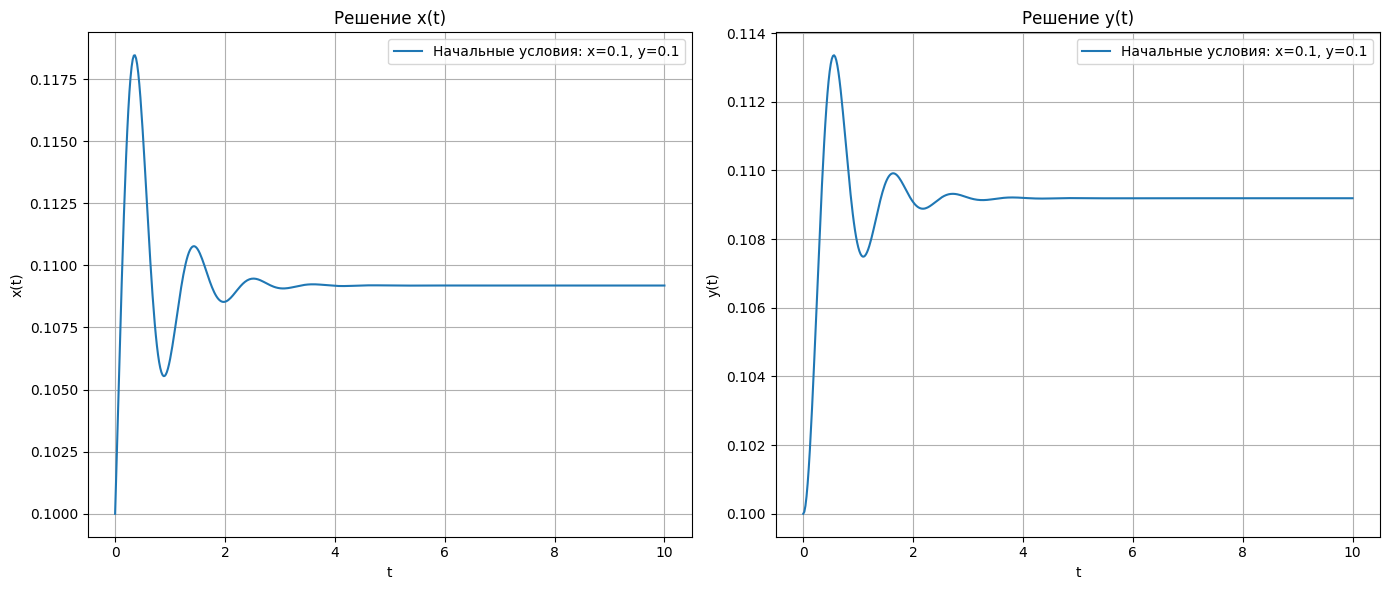 Решение x(t)
Начальные условия: x=0.1, y=0.1
x(t)
0.1175
0.1150
0.1125
0.1100
0.1075
0.1050
0.1025
0.1000
0 2 4 6 8 10
t
Решение y(t)
Начальные условия: x=0.1, y=0.1
y(t)
0.114
0.112
0.110
0.108
0.106
0.104
0.102
0.100
0 2 4 6 8 10
t